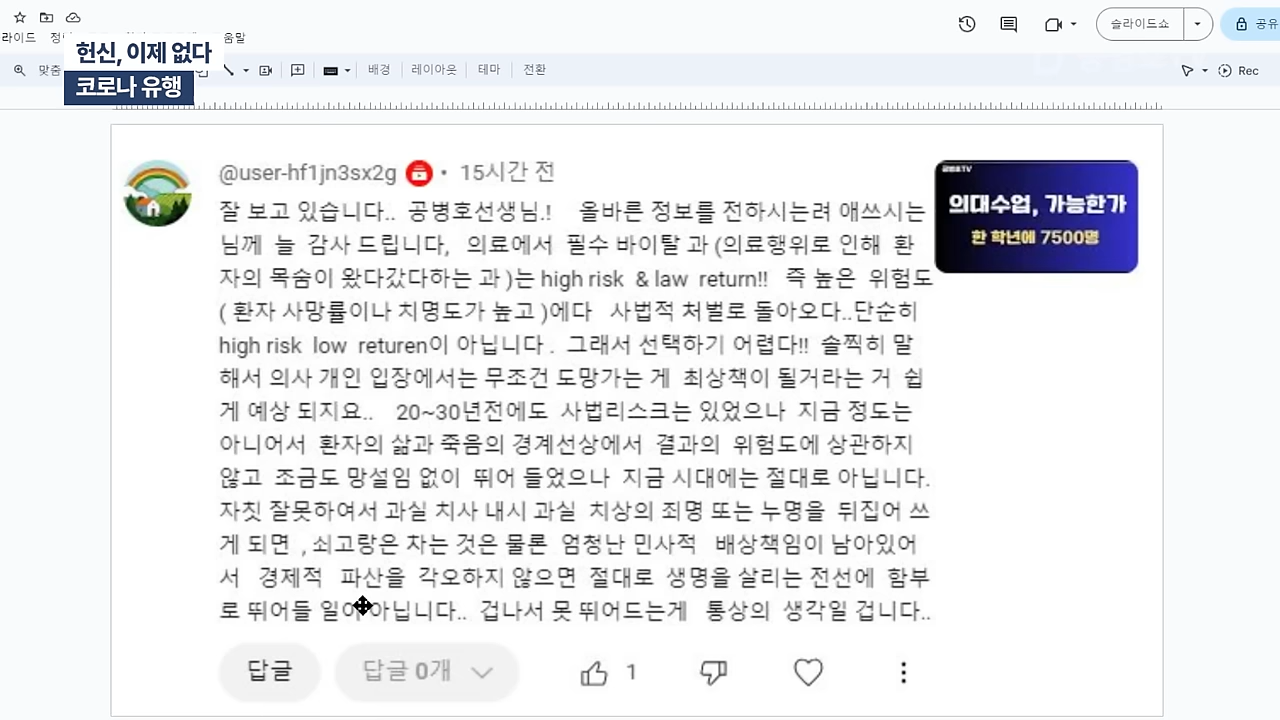 라이드
움말
헌신, 이제 없다
코로나 유행
맞춤
배경
레이아웃
테마
전환
슬라이드쇼
공유
Rec
@user-hf1jn3sx2g • 15시간 전
잘 보고 있습니다.. 공병호선생님.! 올바른 정보를 전하시는려 애쓰시는
님께 늘 감사 드립니다, 의료에서 필수 바이탈 과 (의료행위로 인해 환
자의 목숨이 왔다갔다하는 과 )는 high risk & law return!! 즉 높은 위험도
( 환자 사망률이나 치명도가 높고 )에다 사법적 처벌로 돌아오다..단순히
high risk low returen이 아닙니다 . 그래서 선택하기 어렵다!! 솔찍히 말
해서 의사 개인 입장에서는 무조건 도망가는 게 최상책이 될거라는 거 쉽
게 예상 되지요.. 20~30년전에도 사법리스크는 있었으나 지금 정도는
아니어서 환자의 삶과 죽음의 경계선상에서 결과의 위험도에 상관하지
않고 조금도 망설임 없이 뛰어 들었으나 지금 시대에는 절대로 아닙니다.
자칫 잘못하여서 과실 치사 내시 과실 치상의 죄명 또는 누명을 뒤집어 쓰
게 되면 , 쇠고랑은 차는 것은 물론 엄청난 민사적 배상책임이 남아있어
서 경제적 파산을 각오하지 않으면 절대로 생명을 살리는 전선에 함부
로 뛰어들 일이 아닙니다.. 겁나서 못 뛰어드는게 통상의 생각일 겁니다..
공병호TV
의대수업, 가능한가
한 학년에 7500명
답글
답글 0개
1